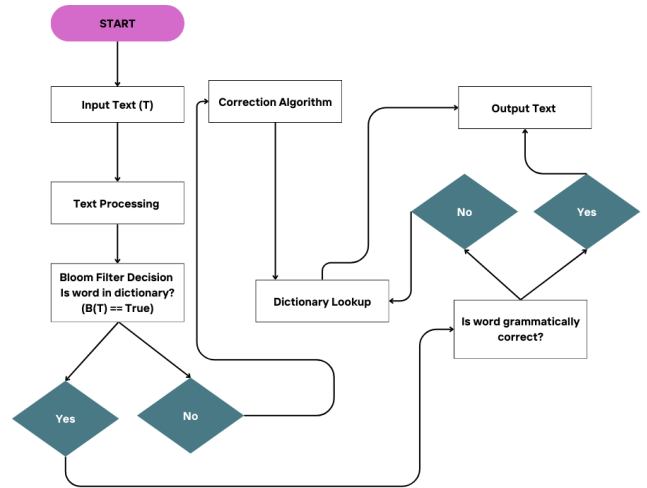 START
Input Text (T)
Text Processing
Bloom Filter Decision
Is word in dictionary?
(B(T) == True)
Yes
No
Correction Algorithm
Dictionary Lookup
Output Text
No
Yes
Is word grammatically
correct?